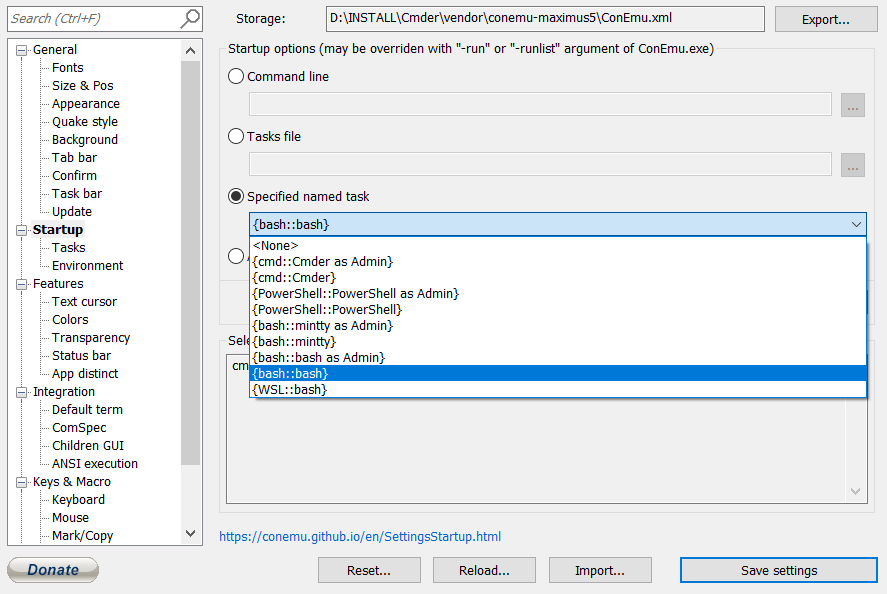 Search (Ctrl+F)
General
Fonts
Size & Pos
Appearance
Quake style
Background
Tab bar
Confirm
Task bar
Update
Startup
Tasks
Environment
Features
Text cursor
Colors
Transparency
Status bar
App distinct
Integration
Default term
ComSpec
Children GUI
ANSI execution
Keys & Macro
Keyboard
Mouse
Mark/Copy
Donate
Storage:
D:\INSTALL\Cmder\vendor\conemu-maximus5\ConEmu.xml
Export...
Startup options (may be overriden with "-run" or "-runlist" argument of ConEmu.exe)
Command line
...
Tasks file
...
Specified named task
{bash::bash}
<None>
{cmd::Cmder as Admin}
{cmd::Cmder}
{PowerShell::PowerShell as Admin}
{PowerShell::PowerShell}
{bash::mintty as Admin}
{bash::mintty}
{bash::bash as Admin}
{bash::bash}
{WSL::bash}
Sele
cm
https://conemu.github.io/en/SettingsStartup.html
Reset...
Reload...
Import...
Save settings